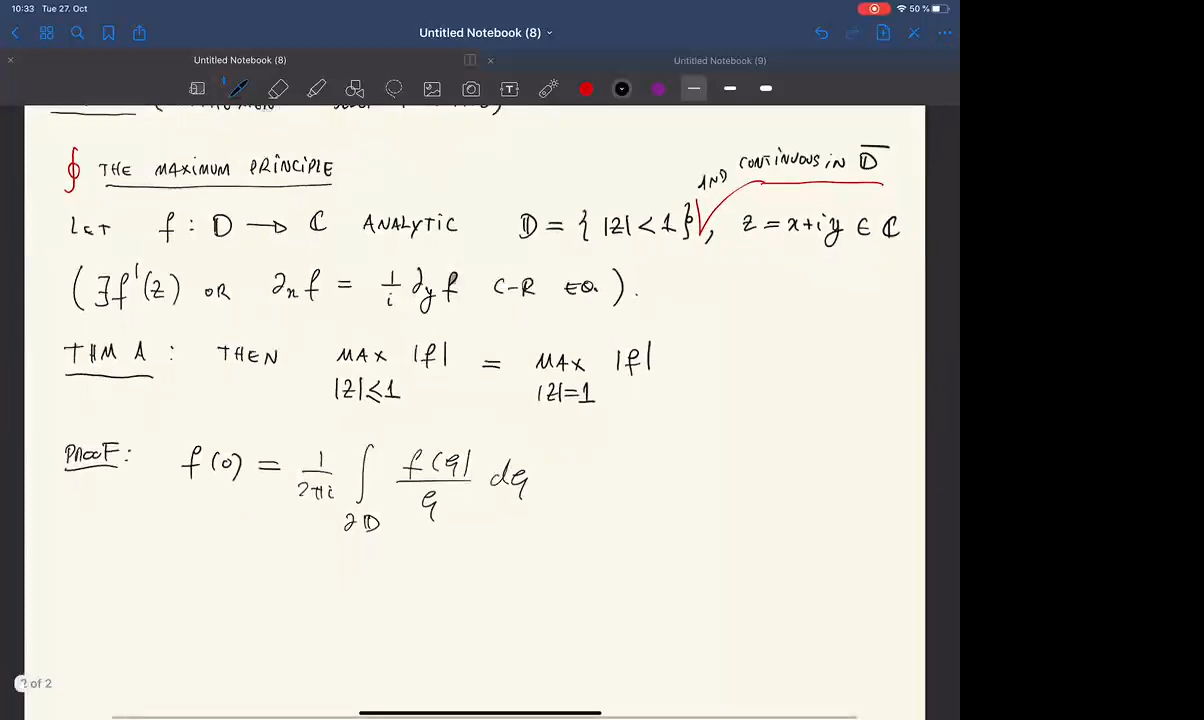 10:33 Tue 27. Oct
50 %
Untitled Notebook (8)
Untitled Notebook (8)
Untitled Notebook (9)
∮ THE MAXIMUM PRINCIPLE
AND CONTINUOUS IN 𝔻̅
LET f : 𝔻 → ℂ ANALYTIC 𝔻 = { |z| < 1 }, z = x+iy ∈ ℂ
( ∃f'(z) OR ∂ₓf = 1/i ∂_y f C-R EQ. ).
THM A : THEN MAX |f| = MAX |f|
|z|≤1 |z|=1
PROOF: f(0) = 1/2πi ∫ f(ς)/ς dς
∂𝔻
2 of 2